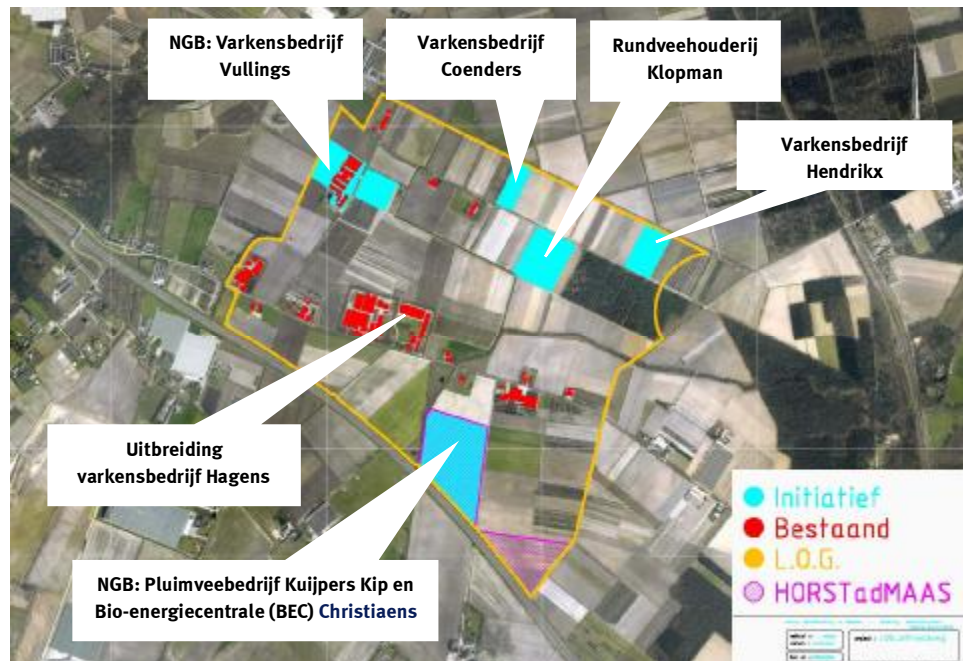 NGB: Varkensbedrijf
Vullings
Varkensbedrijf
Coenders
Rundveehouderij
Klopman
Varkensbedrijf
Hendrikx
Uitbreiding
varkensbedrijf Hagens
NGB: Pluimveebedrijf Kuijpers Kip en
Bio-energiecentrale (BEC) Christiaens
Initiatief
Bestaand
L.O.G.
HORSTadMAAS